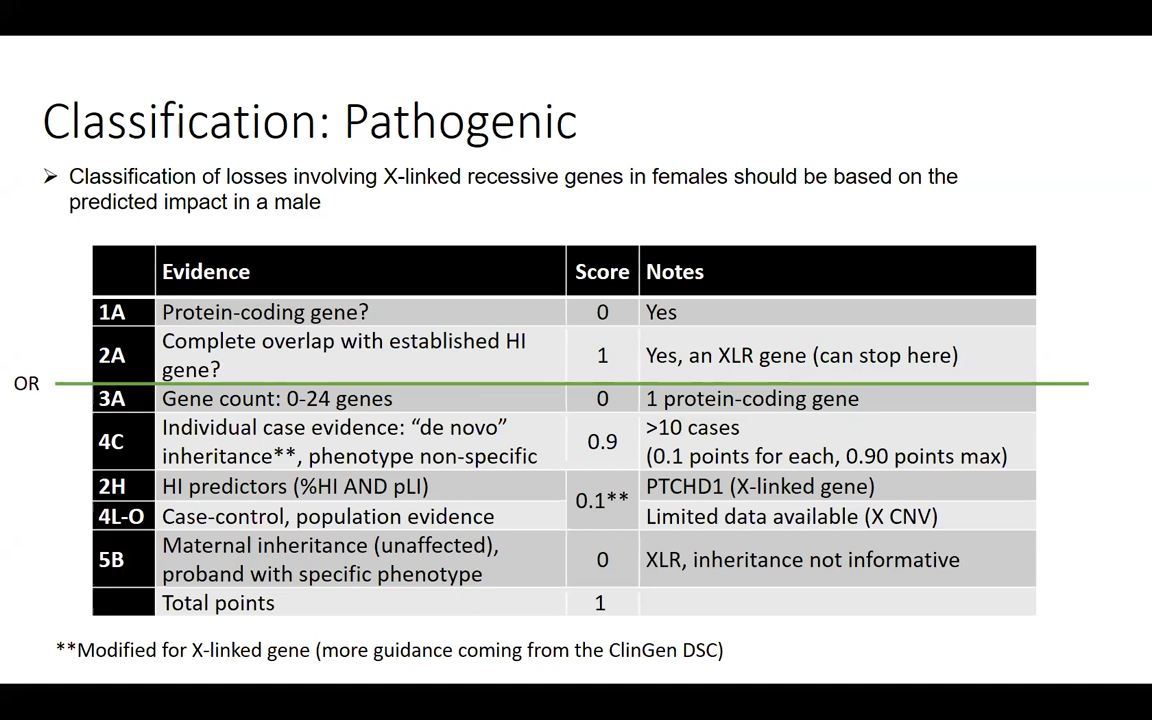 Classification: Pathogenic
➤ Classification of losses involving X-linked recessive genes in females should be based on the
predicted impact in a male
Evidence Score Notes
1A Protein-coding gene? 0 Yes
2A Complete overlap with established HI
gene? 1 Yes, an XLR gene (can stop here)
OR
3A Gene count: 0-24 genes 0 1 protein-coding gene
4C Individual case evidence: “de novo”
inheritance**, phenotype non-specific 0.9 >10 cases
(0.1 points for each, 0.90 points max)
2H HI predictors (%HI AND pLI) 0.1** PTCHD1 (X-linked gene)
4L-O Case-control, population evidence Limited data available (X CNV)
5B Maternal inheritance (unaffected),
proband with specific phenotype 0 XLR, inheritance not informative
Total points 1
**Modified for X-linked gene (more guidance coming from the ClinGen DSC)